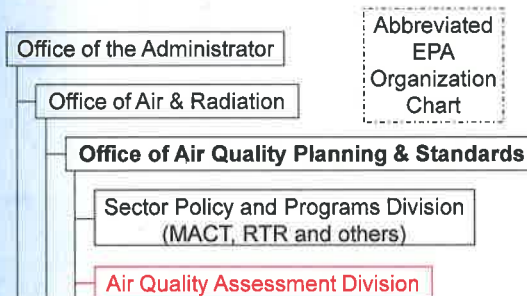 Abbreviated
EPA
Organization
Chart
Office of the Administrator
Office of Air & Radiation
Office of Air Quality Planning & Standards
Sector Policy and Programs Division
(MACT, RTR and others)
Air Quality Assessment Division